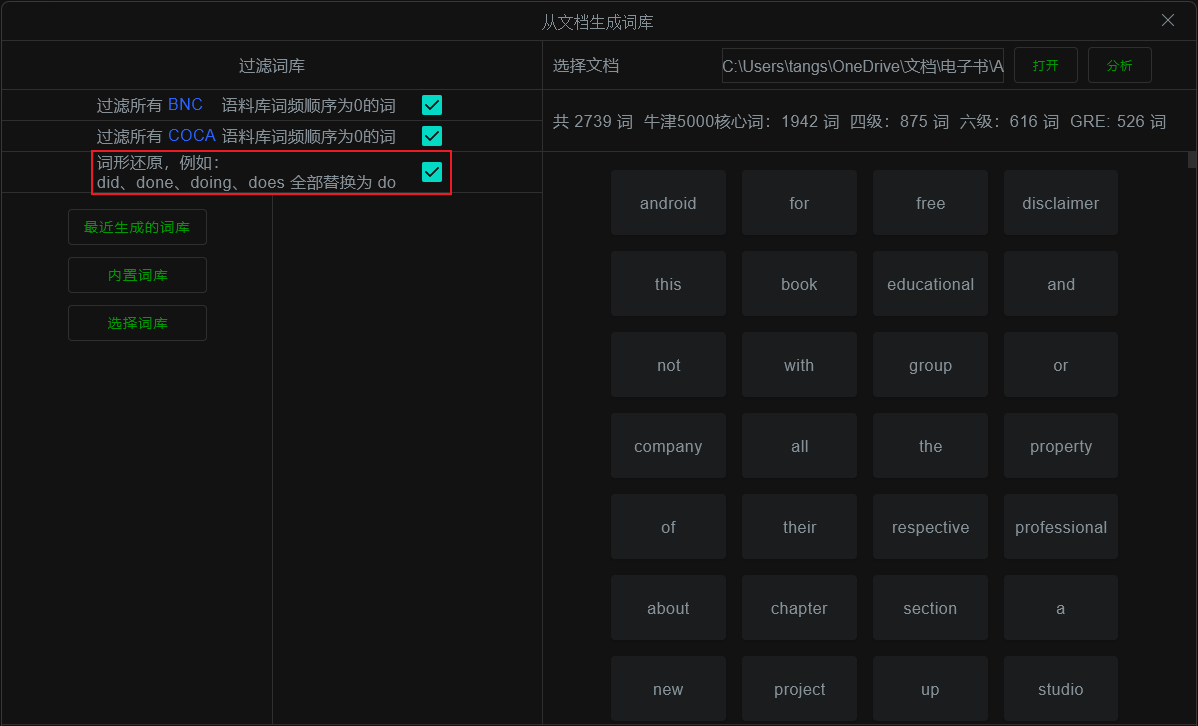 从文档生成词库
过滤词库
过滤所有 BNC 语料库词频顺序为0的词
过滤所有 COCA 语料库词频顺序为0的词
词形还原，例如：
did、done、doing、does 全部替换为 do
最近生成的词库
内置词库
选择词库
选择文档 C:\Users\tangs\OneDrive\文档\电子书\A 打开 分析
共 2739 词 牛津5000核心词：1942 词 四级：875 词 六级：616 词 GRE: 526 词
android for free disclaimer
this book educational and
not with group or
company all the property
of their respective professional
about chapter section a
new project up studio